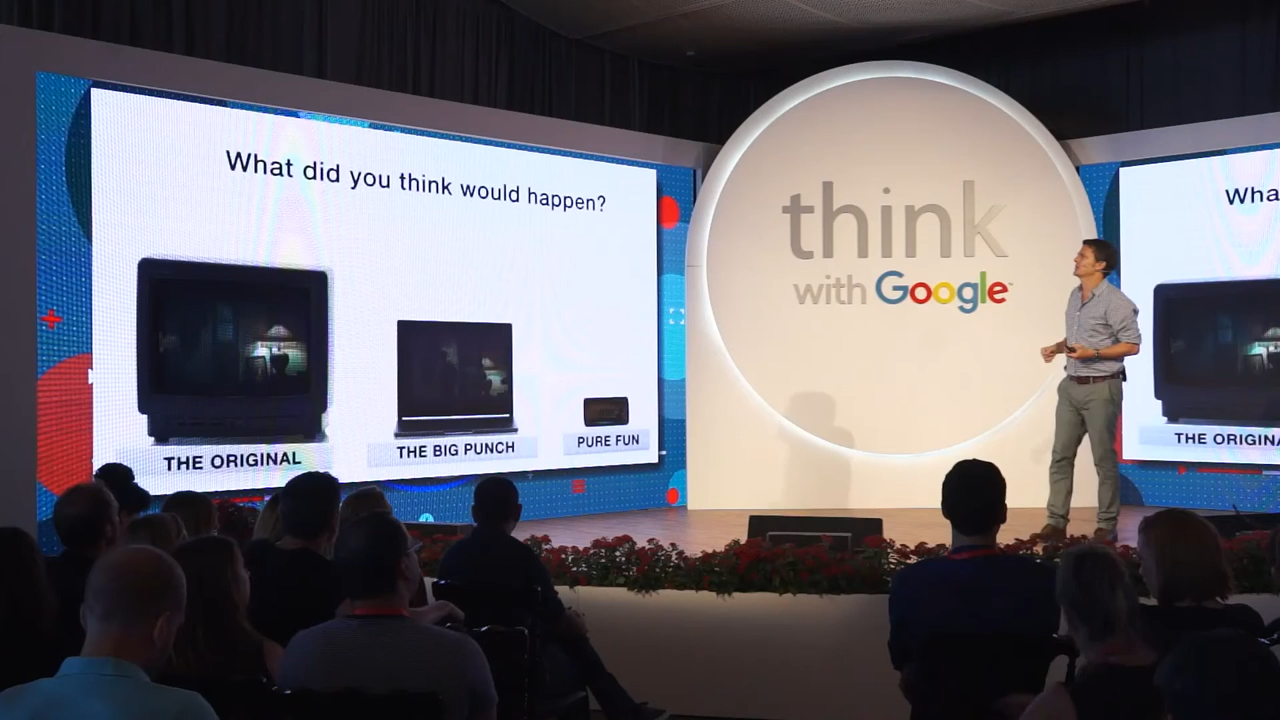 What did you think would happen?
THE ORIGINAL
THE BIG PUNCH
PURE FUN
think
with Google
Wha
THE ORIGINA